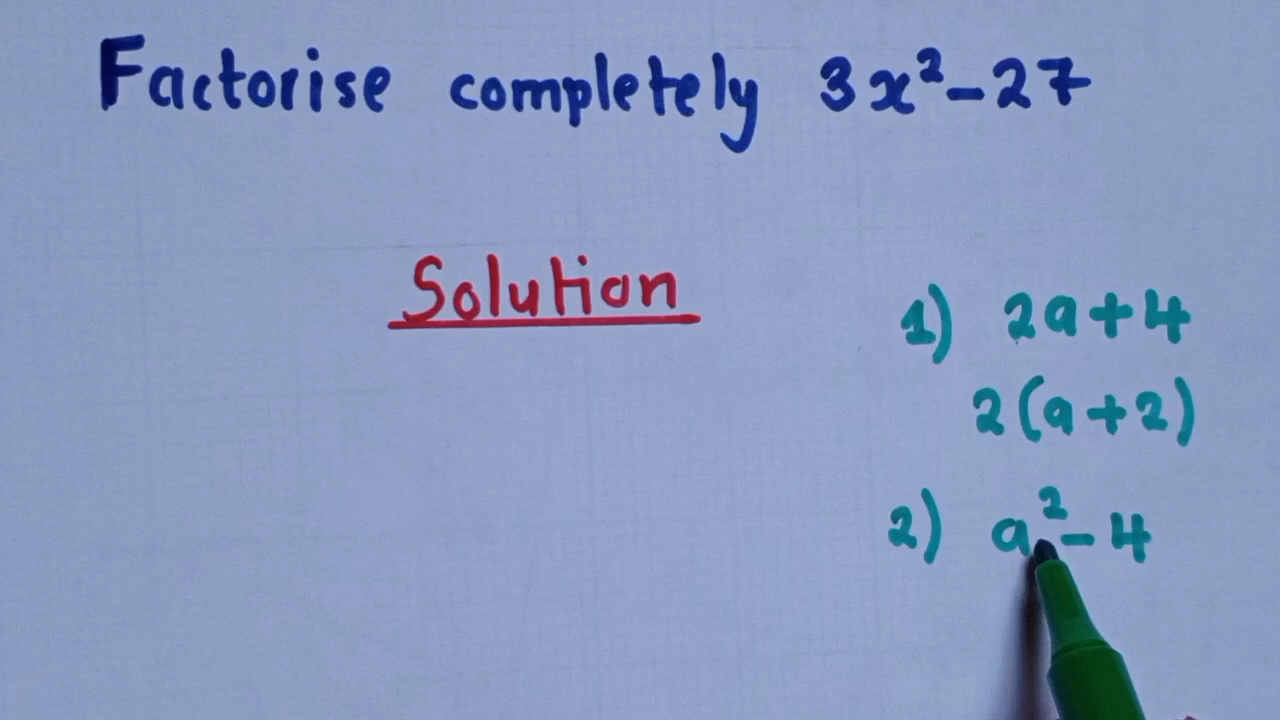 Factorise completely 3x²-27
Solution
1) 2a+4
2(a+2)
2) a²-4